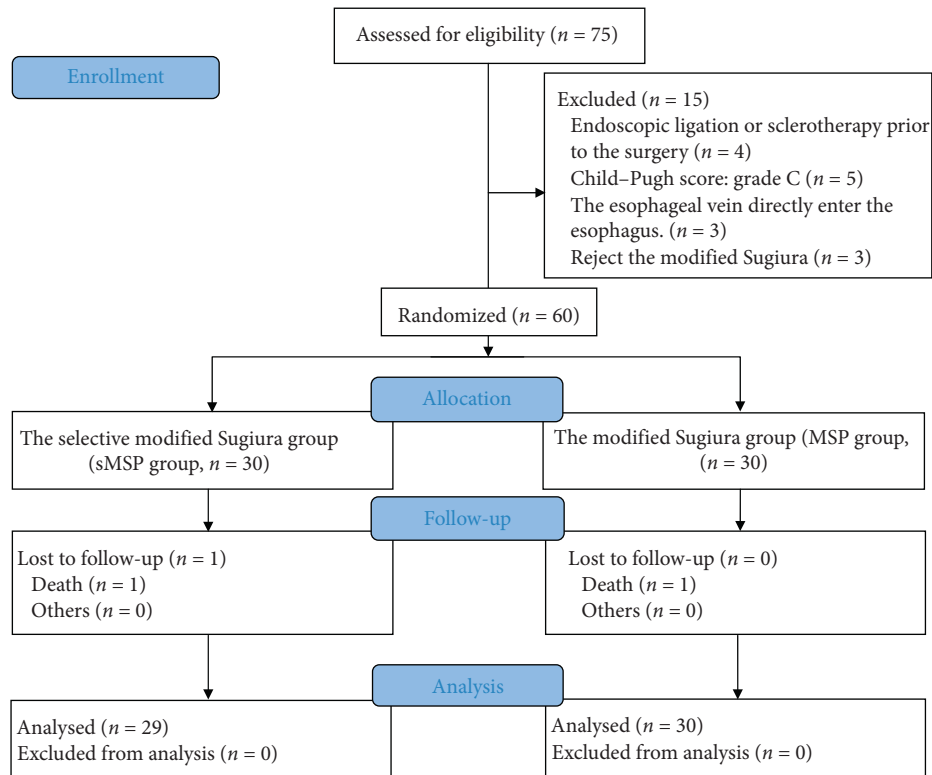 Assessed for eligibility (n = 75)
Enrollment
Excluded (n = 15)
Endoscopic ligation or sclerotherapy prior
to the surgery (n = 4)
Child–Pugh score: grade C (n = 5)
The esophageal vein directly enter the
esophagus. (n = 3)
Reject the modified Sugiura (n = 3)
Randomized (n = 60)
Allocation
The selective modified Sugiura group
(sMSP group, n = 30)
The modified Sugiura group (MSP group,
(n = 30)
Follow-up
Lost to follow-up (n = 1)
Death (n = 1)
Others (n = 0)
Lost to follow-up (n = 0)
Death (n = 1)
Others (n = 0)
Analysis
Analysed (n = 29)
Excluded from analysis (n = 0)
Analysed (n = 30)
Excluded from analysis (n = 0)